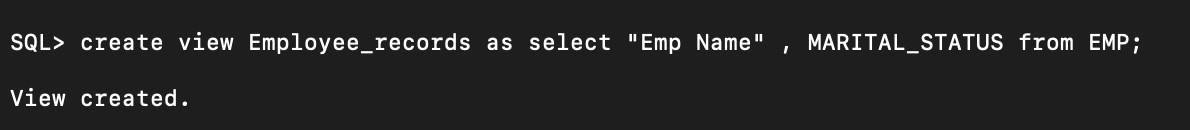 SQL> create view Employee_records as select "Emp Name" , MARITAL_STATUS from EMP;
View created.